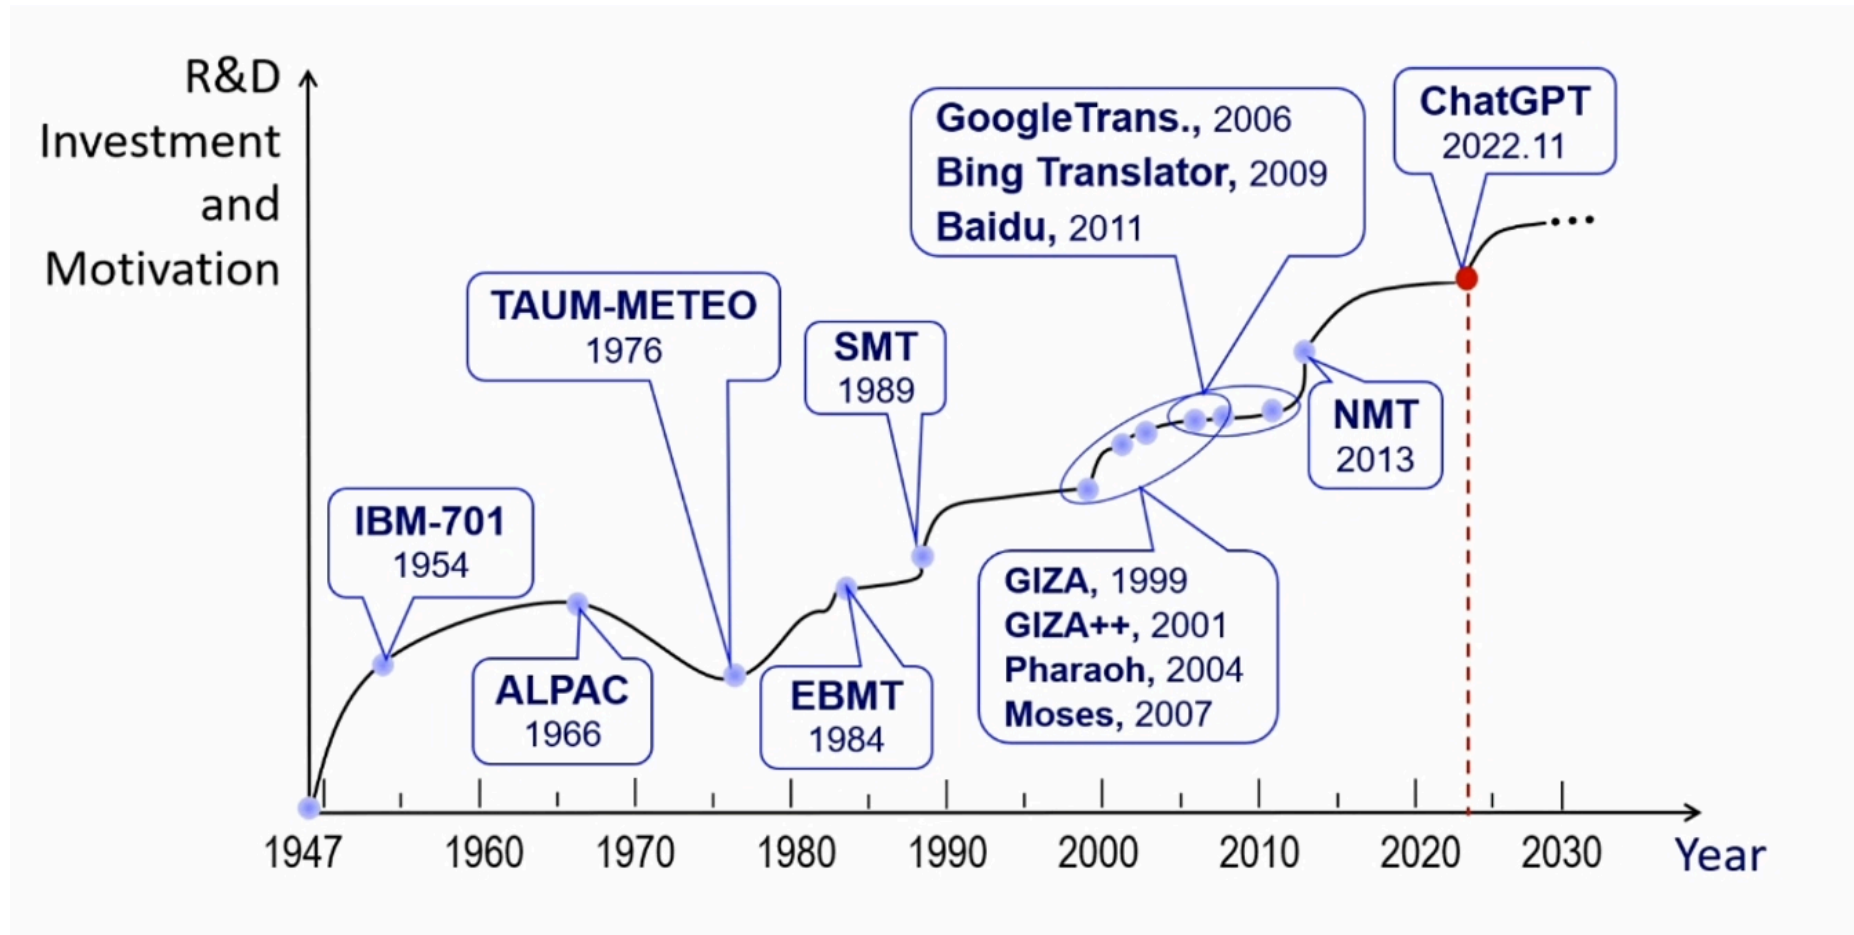 R&D
Investment
and
Motivation
GoogleTrans., 2006
Bing Translator, 2009
Baidu, 2011
ChatGPT
2022.11
TAUM-METEO
1976
SMT
1989
NMT
2013
IBM-701
1954
ALPAC
1966
EBMT
1984
GIZA, 1999
GIZA++, 2001
Pharaoh, 2004
Moses, 2007
1947 1960 1970 1980 1990 2000 2010 2020 2030 Year